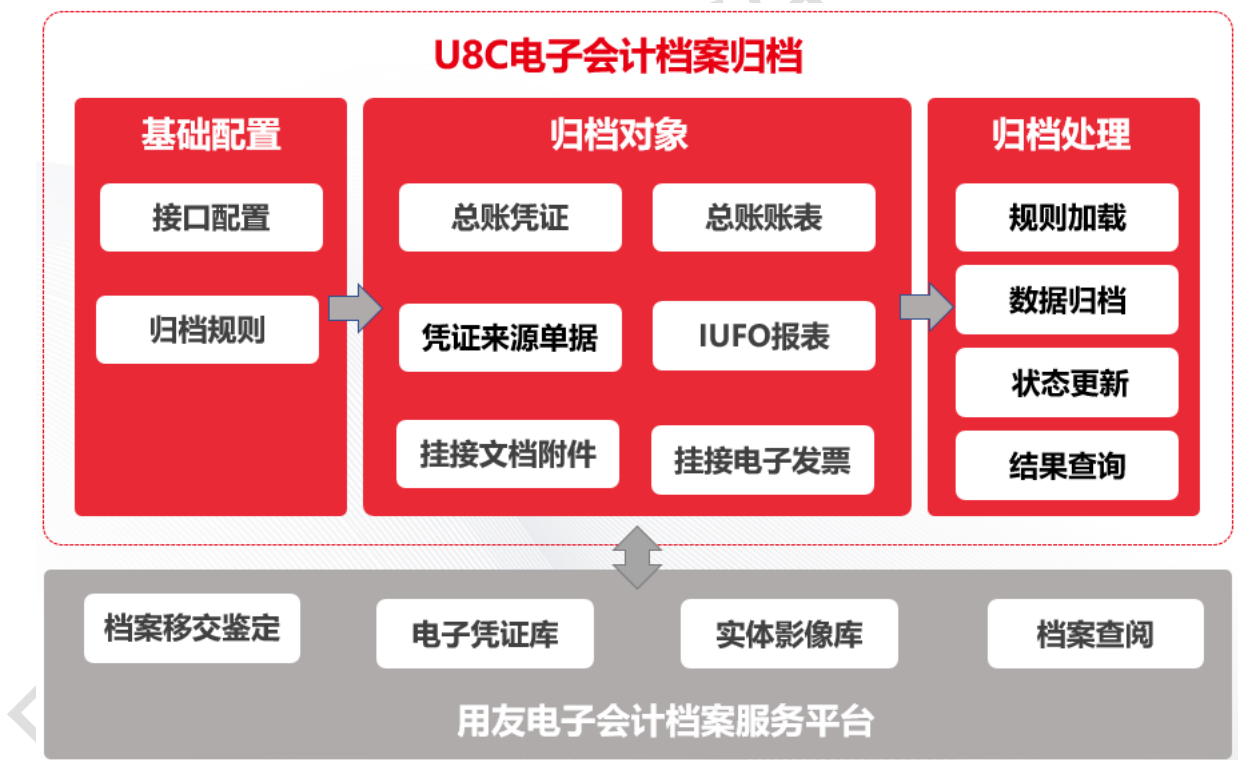 U8C电子会计档案归档
基础配置
接口配置
归档规则
归档对象
总账凭证
总账账表
凭证来源单据
IUFO报表
挂接文档附件
挂接电子发票
归档处理
规则加载
数据归档
状态更新
结果查询
档案移交鉴定
电子凭证库
实体影像库
档案查阅
用友电子会计档案服务平台